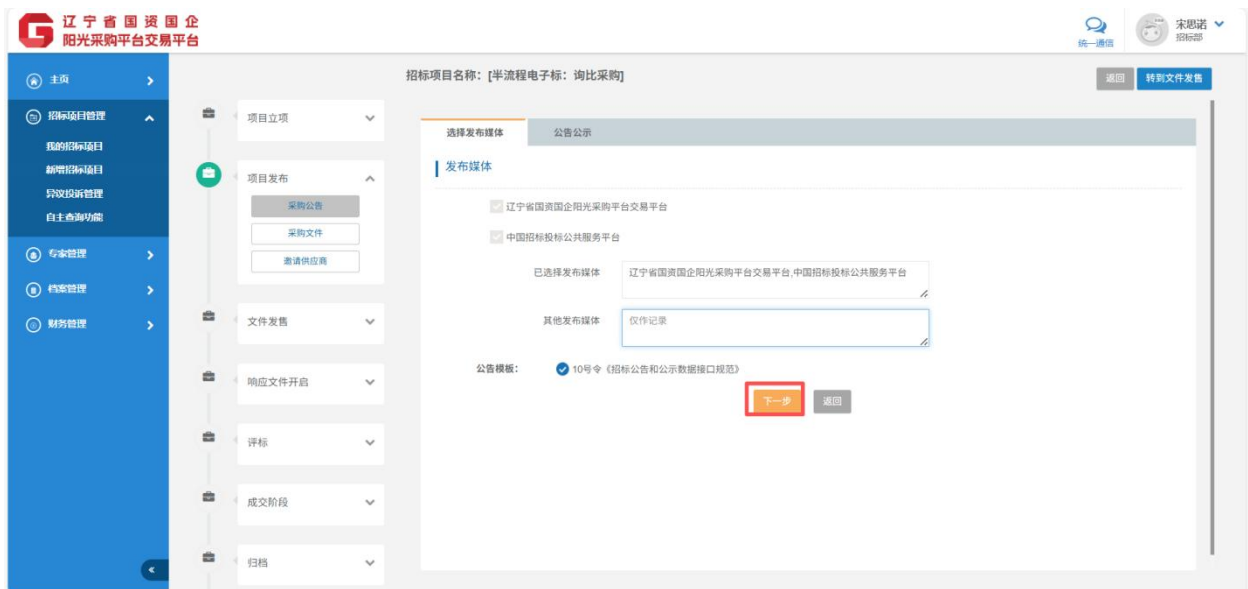 辽宁省国资国企
阳光采购平台交易平台
统一通信
宋思诺
招标部
主页
招标项目管理
我的招标项目
新增招标项目
异议投诉管理
自主查询功能
专家管理
档案管理
财务管理
招标项目名称：[半流程电子标：询比采购]
返回
转到文件发售
项目立项
项目发布
采购公告
采购文件
邀请供应商
文件发售
响应文件开启
评标
成交阶段
归档
选择发布媒体
公告公示
发布媒体
辽宁省国资国企阳光采购平台交易平台
中国招标投标公共服务平台
已选择发布媒体
辽宁省国资国企阳光采购平台交易平台,中国招标投标公共服务平台
其他发布媒体
仅作记录
公告模板：
10号令《招标公告和公示数据接口规范》
下一步
返回